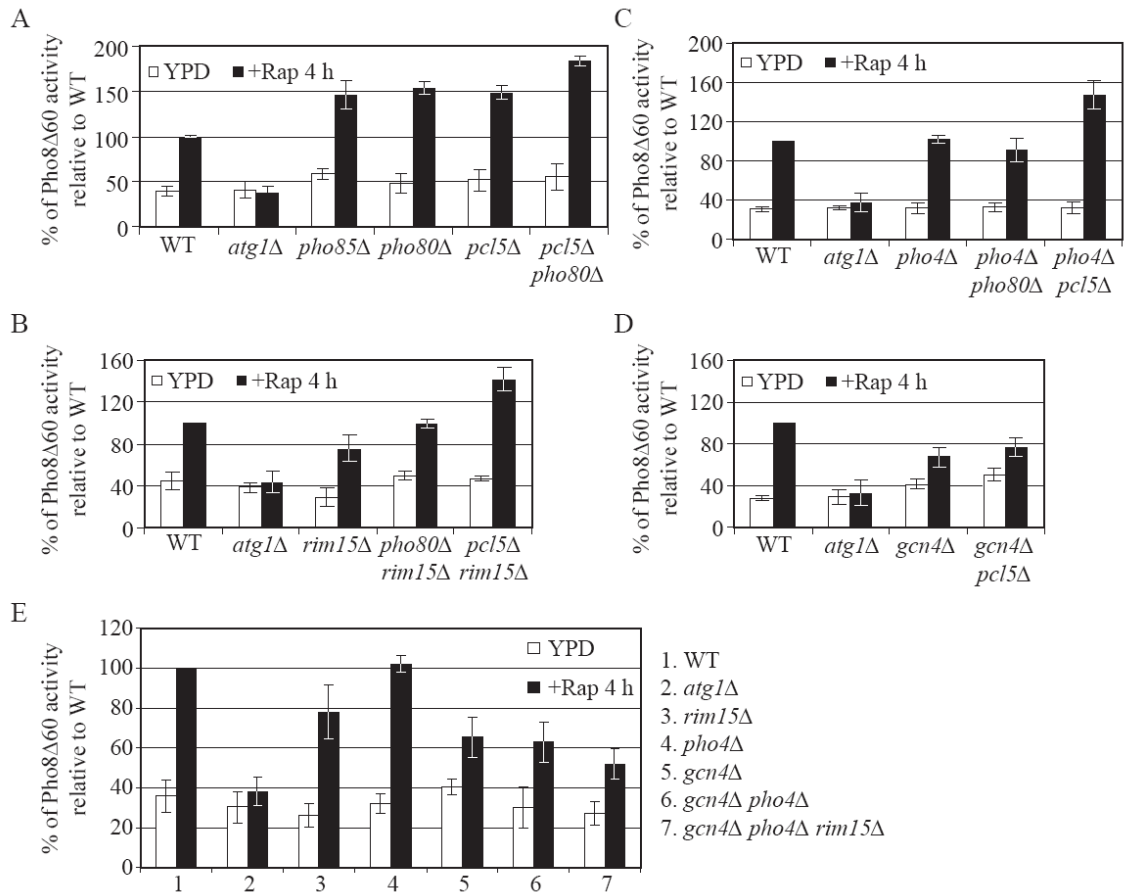 A
% of Pho8Δ60 activity
relative to WT
200
150
100
50
0
YPD +Rap 4 h
WT atg1Δ pho85Δ pho80Δ pcl5Δ pcl5Δ
pho80Δ
C
% of Pho8Δ60 activity
relative to WT
200
160
120
80
40
0
YPD +Rap 4 h
WT atg1Δ pho4Δ pho4Δ pho4Δ
pho80Δ pcl5Δ
B
% of Pho8Δ60 activity
relative to WT
160
120
80
40
0
YPD +Rap 4 h
WT atg1Δ rim15Δ pho80Δ pcl5Δ
rim15Δ rim15Δ
D
% of Pho8Δ60 activity
relative to WT
160
120
80
40
0
YPD +Rap 4 h
WT atg1Δ gcn4Δ gcn4Δ
pcl5Δ
E
% of Pho8Δ60 activity
relative to WT
120
100
80
60
40
20
0
YPD
+Rap 4 h
1 2 3 4 5 6 7
1. WT
2. atg1Δ
3. rim15Δ
4. pho4Δ
5. gcn4Δ
6. gcn4Δ pho4Δ
7. gcn4Δ pho4Δ rim15Δ